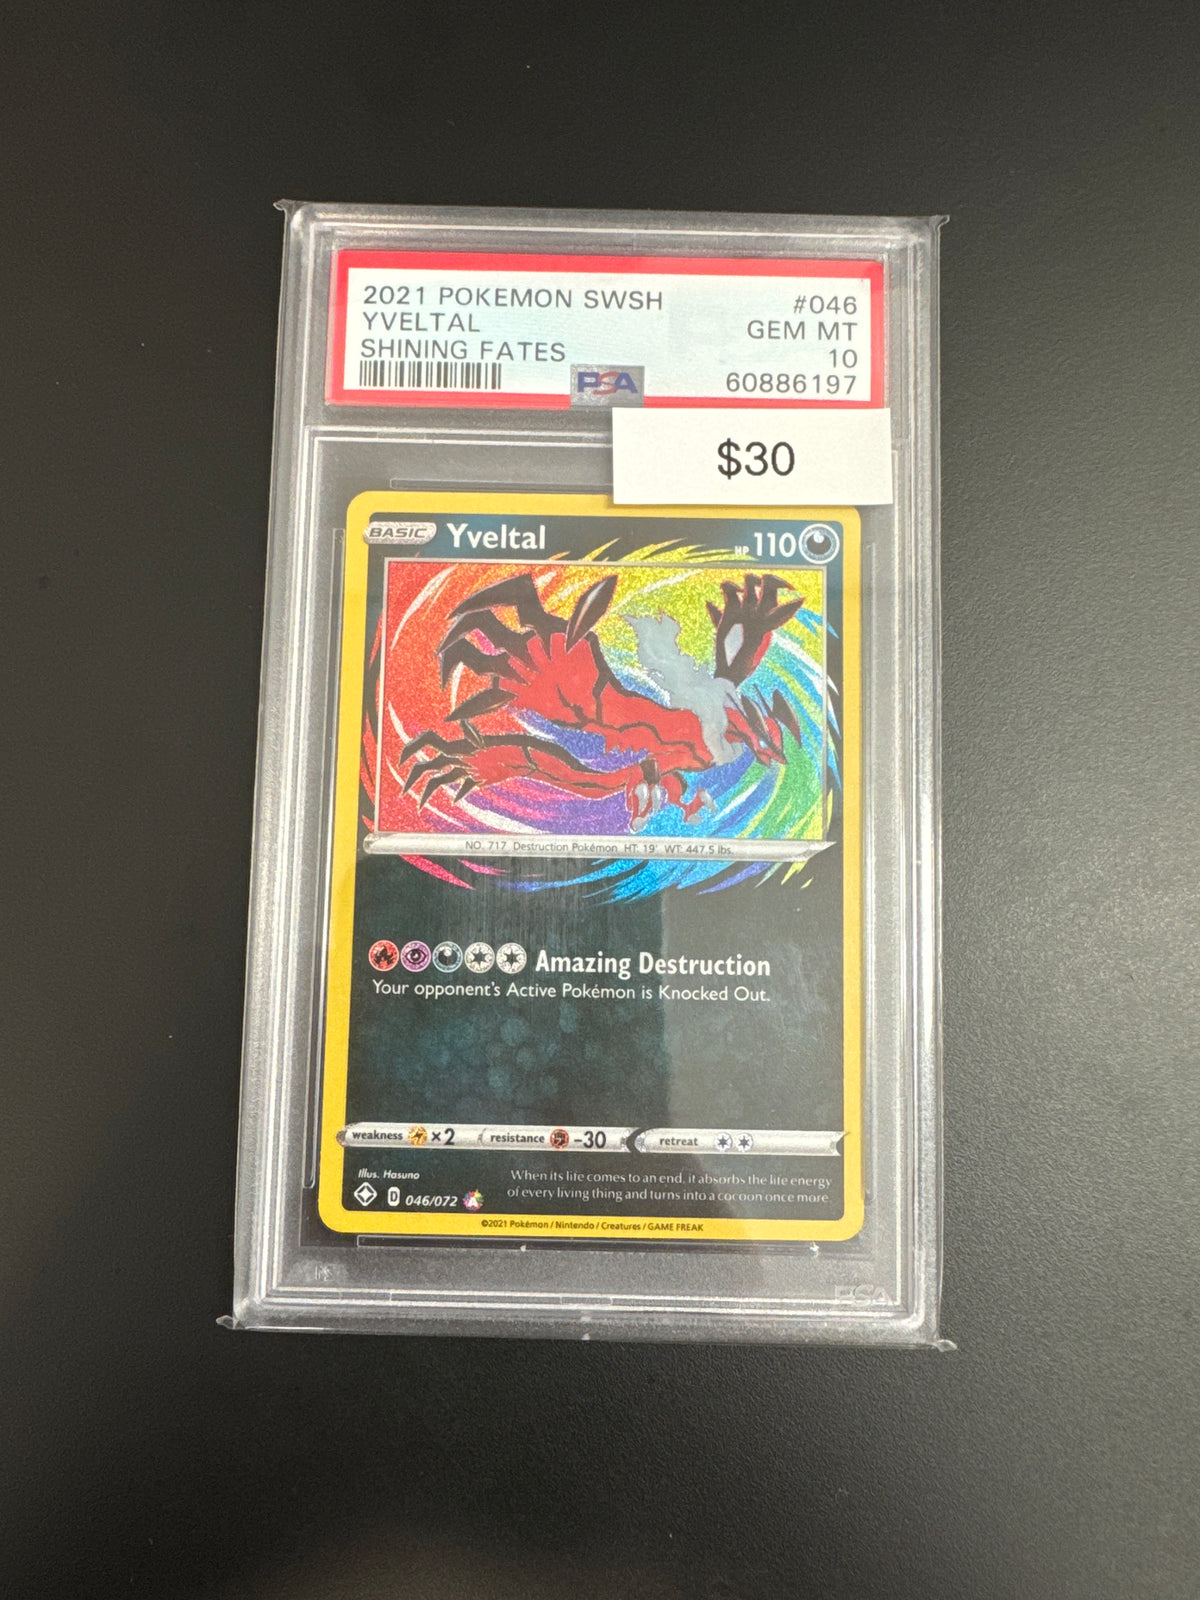 2021 POKEMON SWSH #046
YVELTAL GEM MT
SHINING FATES 10
PSA 60886197
$30
BASIC Yveltal HP 110
NO. 717 Destruction Pokémon HT: 19' WT: 447.5 lbs.
Amazing Destruction
Your opponent's Active Pokémon is Knocked Out.
weakness ×2 resistance -30 retreat
Illus. Hasuno
When its life comes to an end, it absorbs the life energy
of every living thing and turns into a cocoon once more.
D 046/072 A
©2021 Pokémon / Nintendo / Creatures / GAME FREAK
PSA